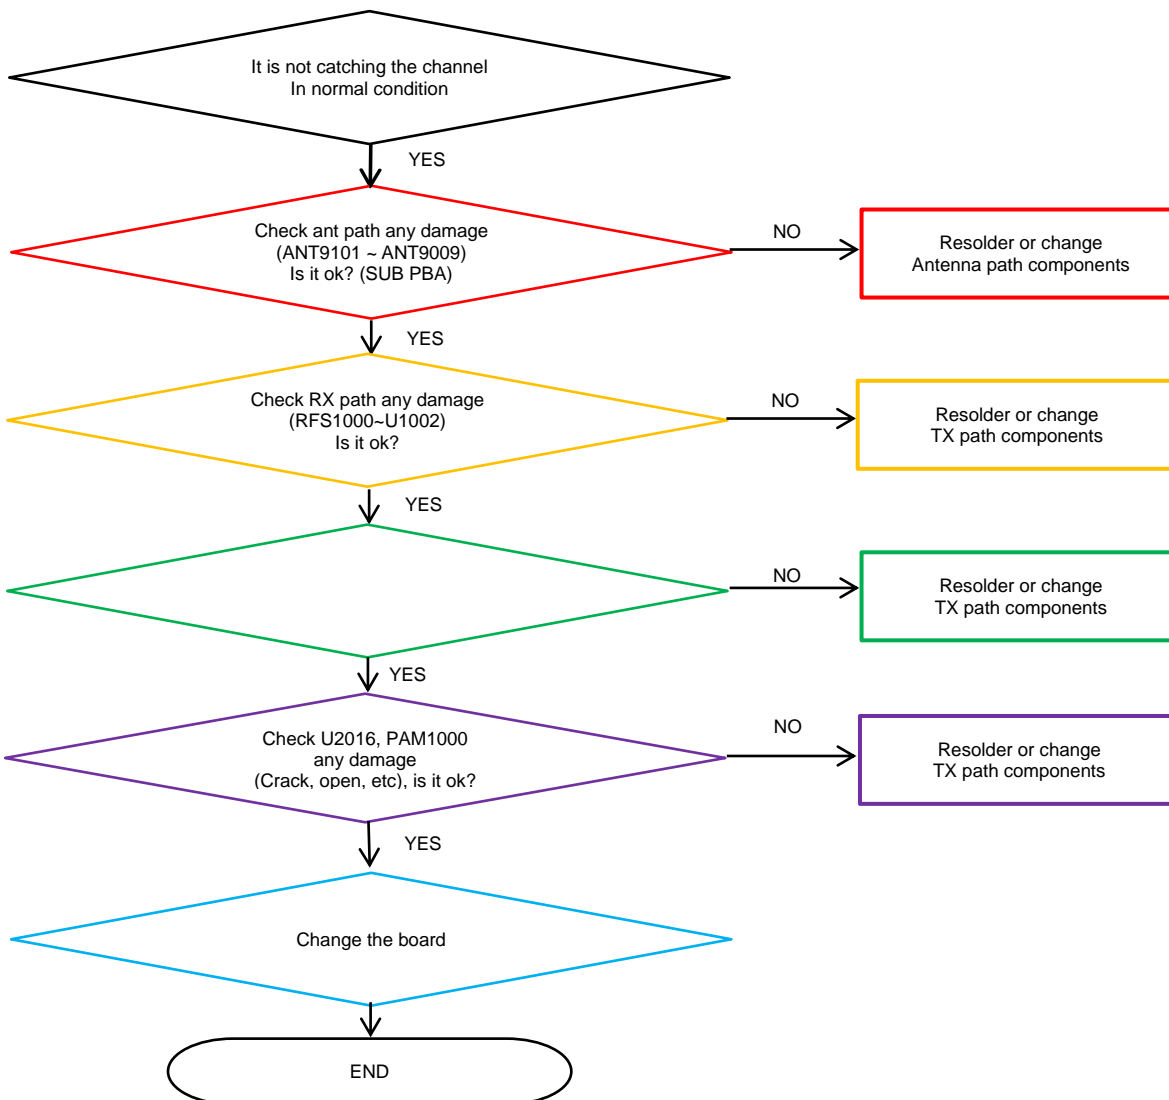 It is not catching the channel
In normal condition
YES
Check ant path any damage
(ANT9101 ~ ANT9009)
Is it ok? (SUB PBA)
NO
Resolder or change
Antenna path components
YES
Check RX path any damage
(RFS1000~U1002)
Is it ok?
NO
Resolder or change
TX path components
YES
NO
Resolder or change
TX path components
YES
Check U2016, PAM1000
any damage
(Crack, open, etc), is it ok?
NO
Resolder or change
TX path components
YES
Change the board
END